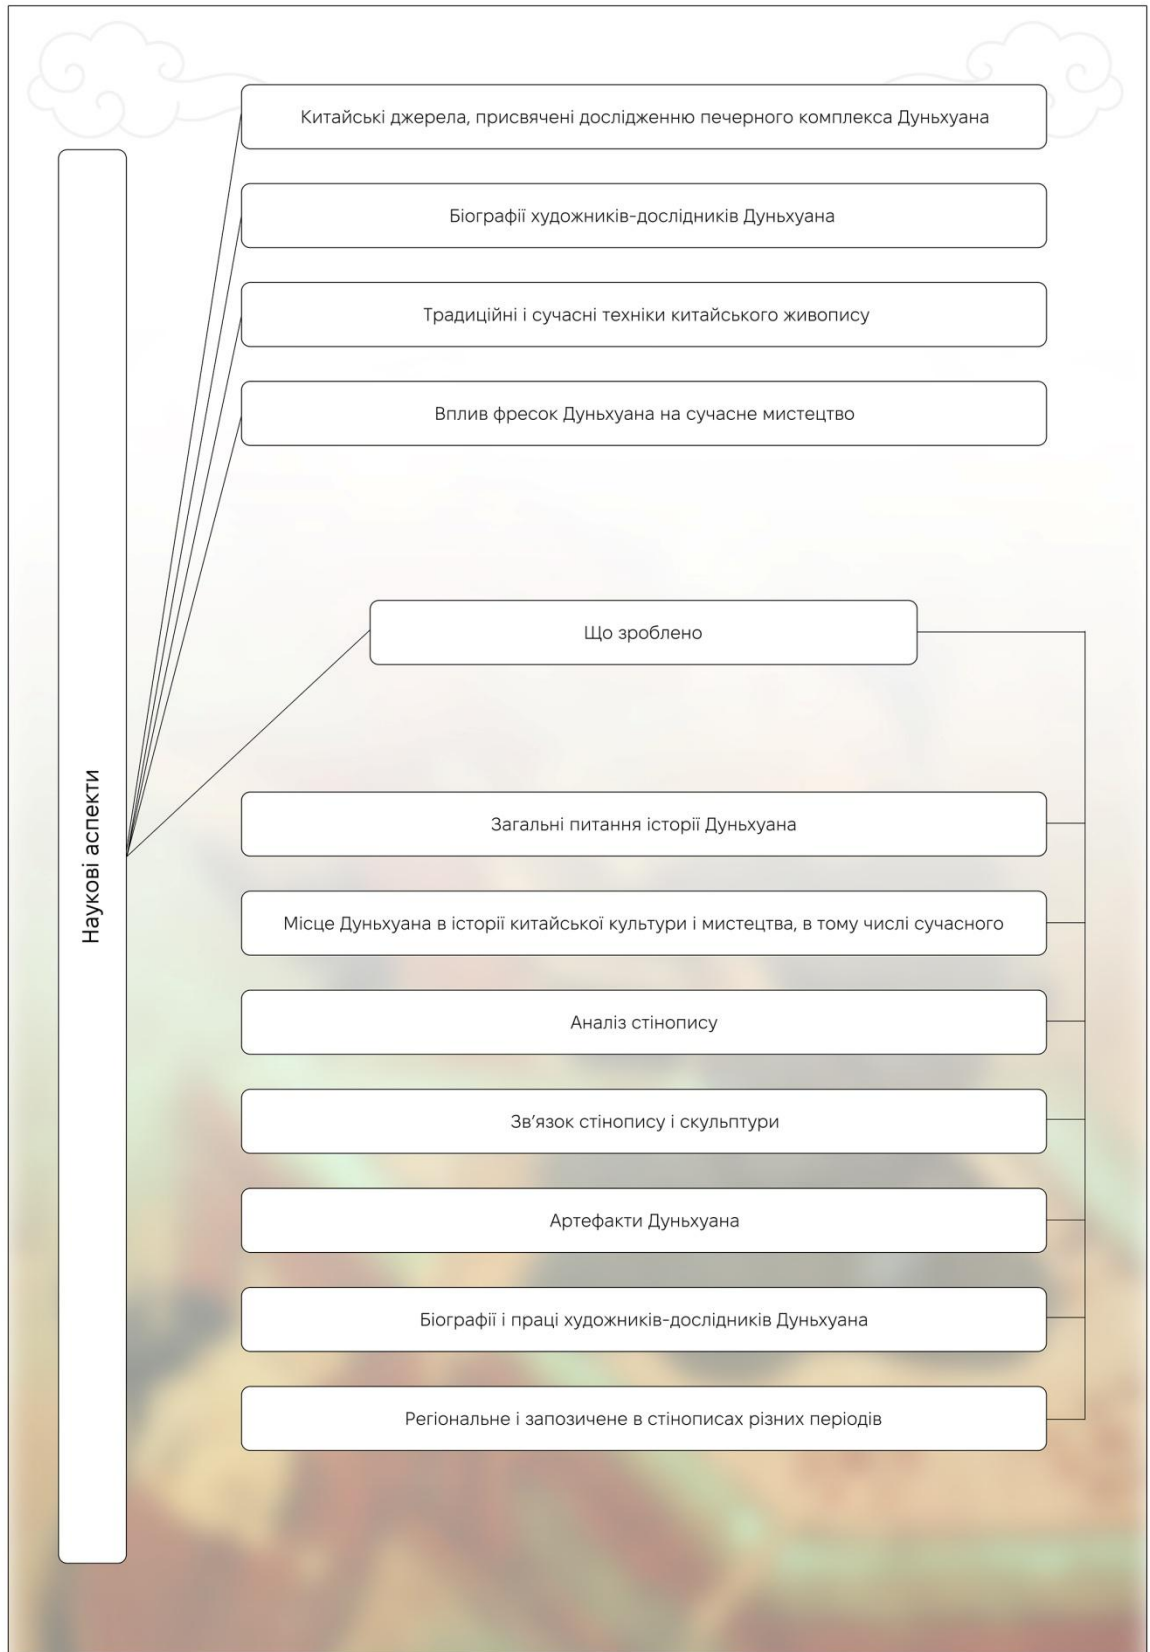 Китайські джерела, присвячені дослідженню печерного комплекса Дуньхуана
Біографії художників-дослідників Дуньхуана
Традиційні і сучасні техніки китайського живопису
Вплив фресок Дуньхуана на сучасне мистецтво
Що зроблено
Наукові аспекти
Загальні питання історії Дуньхуана
Місце Дуньхуана в історії китайської культури і мистецтва, в тому числі сучасного
Аналіз стінопису
Зв’язок стінопису і скульптури
Артефакти Дуньхуана
Біографії і праці художників-дослідників Дуньхуана
Регіональне і запозичене в стінописах різних періодів